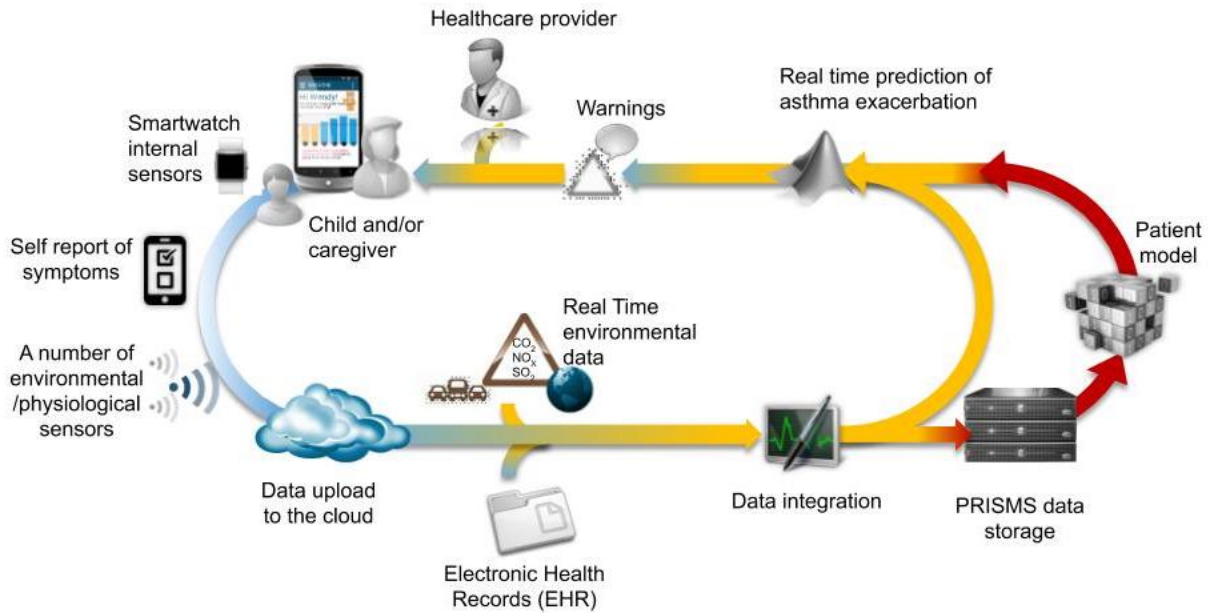 Healthcare provider
Real time prediction of
asthma exacerbation
Warnings
Smartwatch
internal
sensors
Hi Wendy!
Child and/or
caregiver
Self report of
symptoms
Patient
model
Real Time
environmental
data
CO2
NOX
SO2
A number of
environmental
/physiological
sensors
Data upload
to the cloud
Data integration
PRISMS data
storage
Electronic Health
Records (EHR)